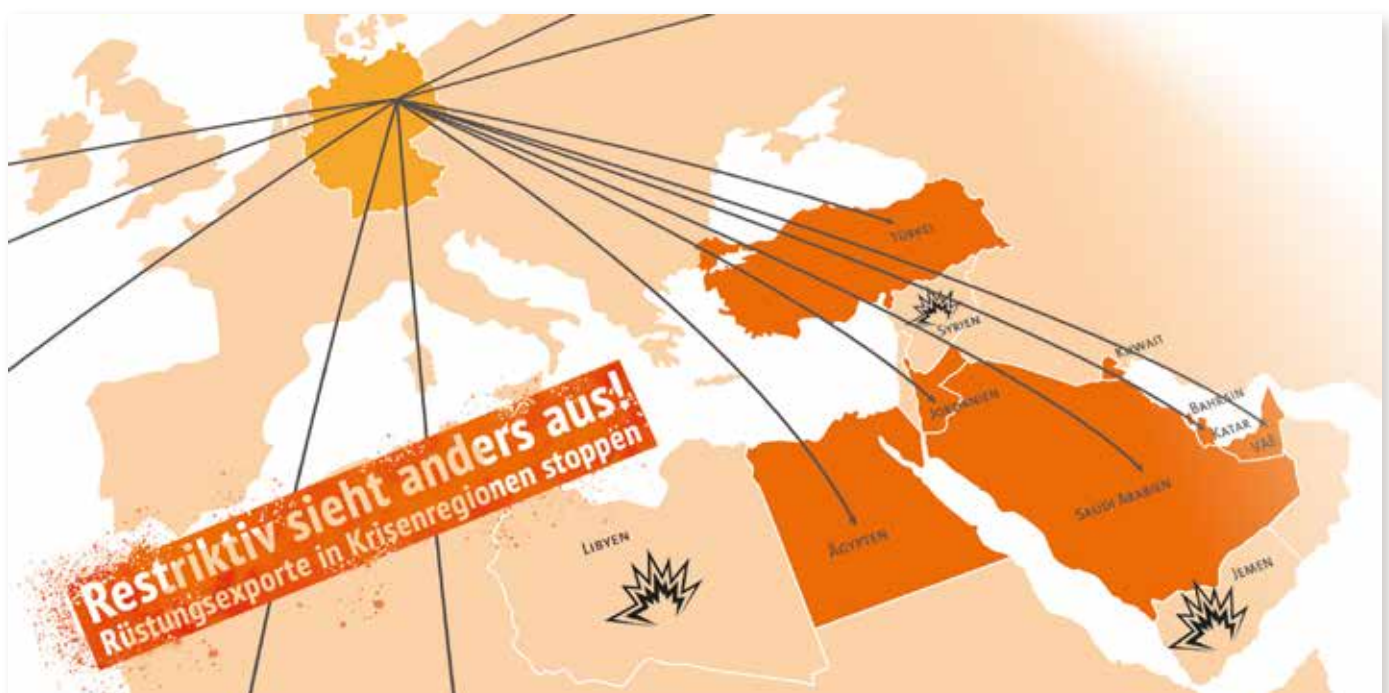 Restriktiv sieht anders aus!
Rüstungsexporte in Krisenregionen stoppen
TÜRKEI
SYRIEN
KUWAIT
JORDANIEN
BAHREIN
KATAR
VAE
SAUDI ARABIEN
ÄGYPTEN
LIBYEN
JEMEN